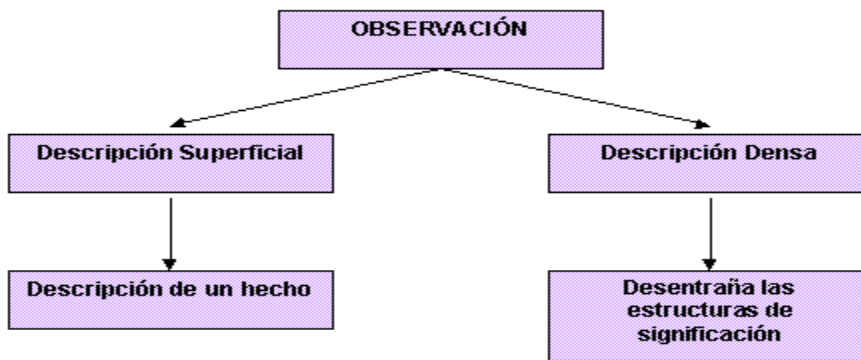 OBSERVACIÓN
Descripción Superficial
Descripción Densa
Descripción de un hecho
Desentraña las
estructuras de
significación